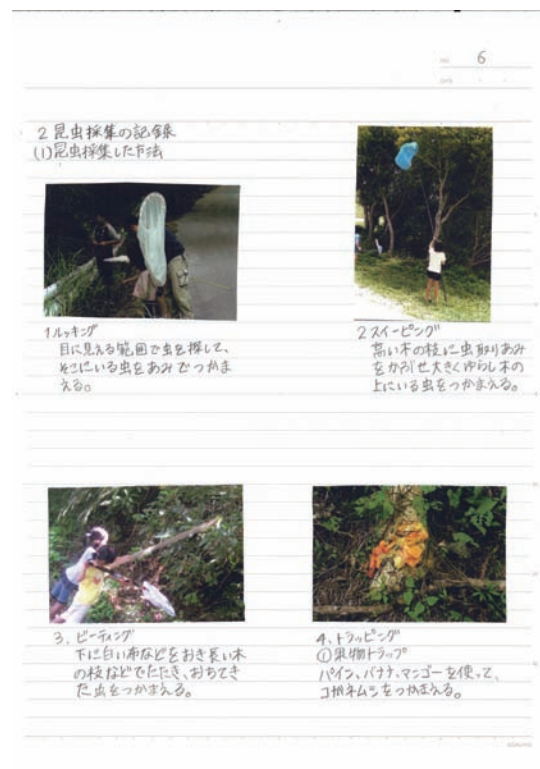 6
2 昆虫採集の記録
(1)昆虫採集した方法
1 ルッキング
目に見える範囲で虫を探して、
そこにいる虫をあみでつかま
える。
2 スイーピング
高い木の枝に虫取りあみ
をかぶせ大きくゆらし木の
上にいる虫をつかまえる。
3、ビーティング
下に白い布などをおき長い木
の枝などでたたき、おちてき
た虫をつかまえる。
4、トラッピング
①果物トラップ
パイン、バナナ、マンゴーを使って、
コガネムシをつかまえる。